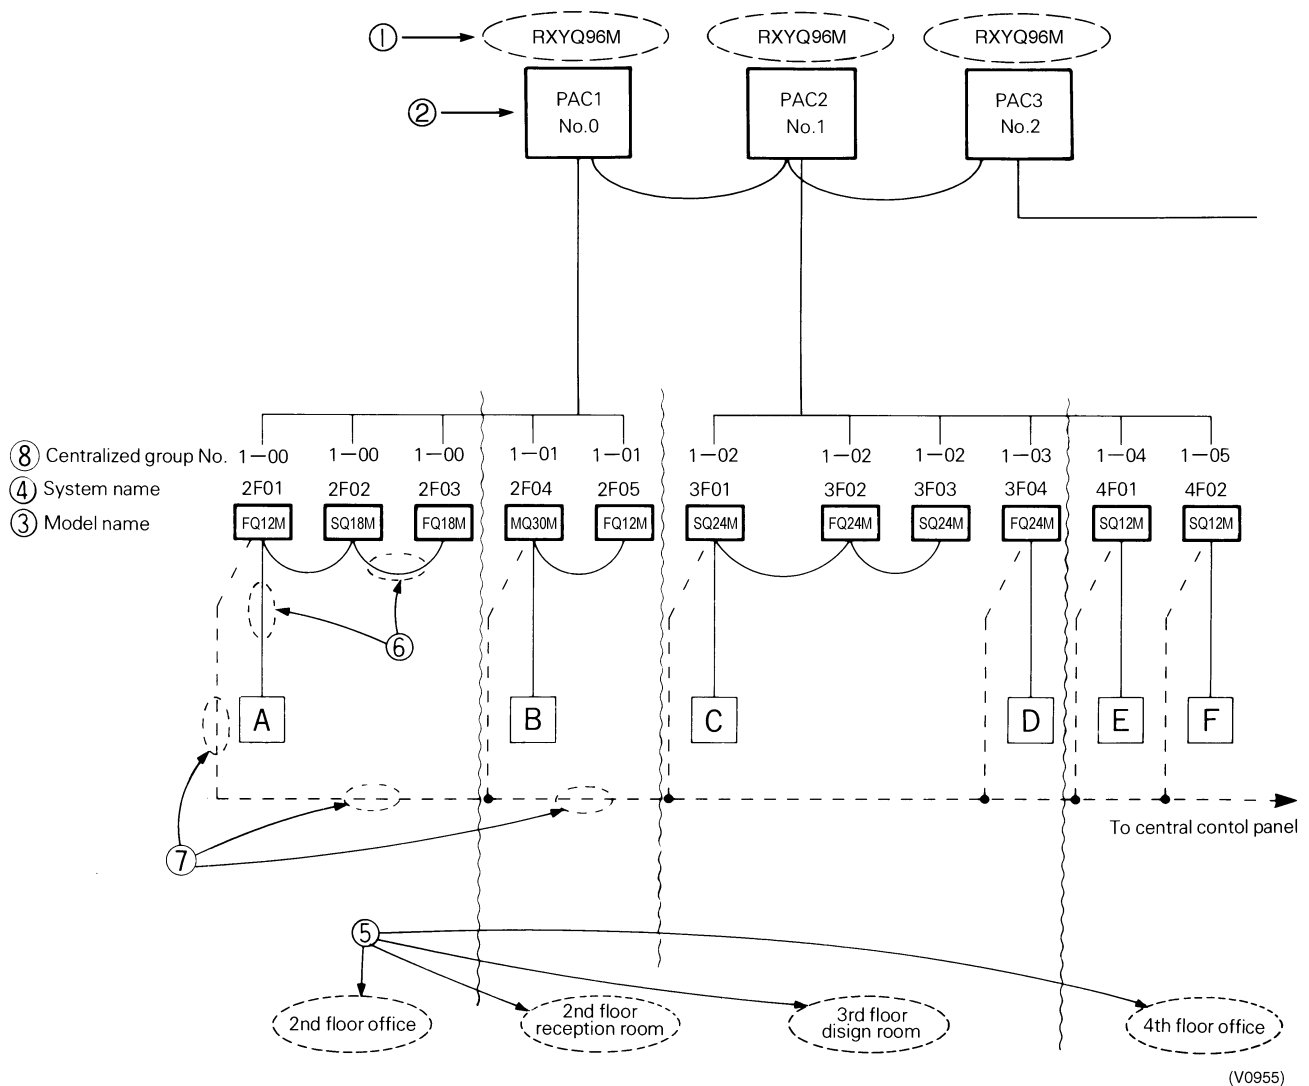 ① RXYQ96M RXYQ96M RXYQ96M
② PAC1 PAC2 PAC3
No.0 No.1 No.2
⑧ Centralized group No. 1—00 1—00 1—00 1—01 1—01 1—02 1—02 1—02 1—03 1—04 1—05
④ System name 2F01 2F02 2F03 2F04 2F05 3F01 3F02 3F03 3F04 4F01 4F02
③ Model name FQ12M SQ18M FQ18M MQ30M FQ12M SQ24M FQ24M SQ24M FQ24M SQ12M SQ12M
⑥
A B C D E F
To central contol panel
⑦
⑤
2nd floor office
2nd floor
reception room
3rd floor
disign room
4th floor office
(V0955)